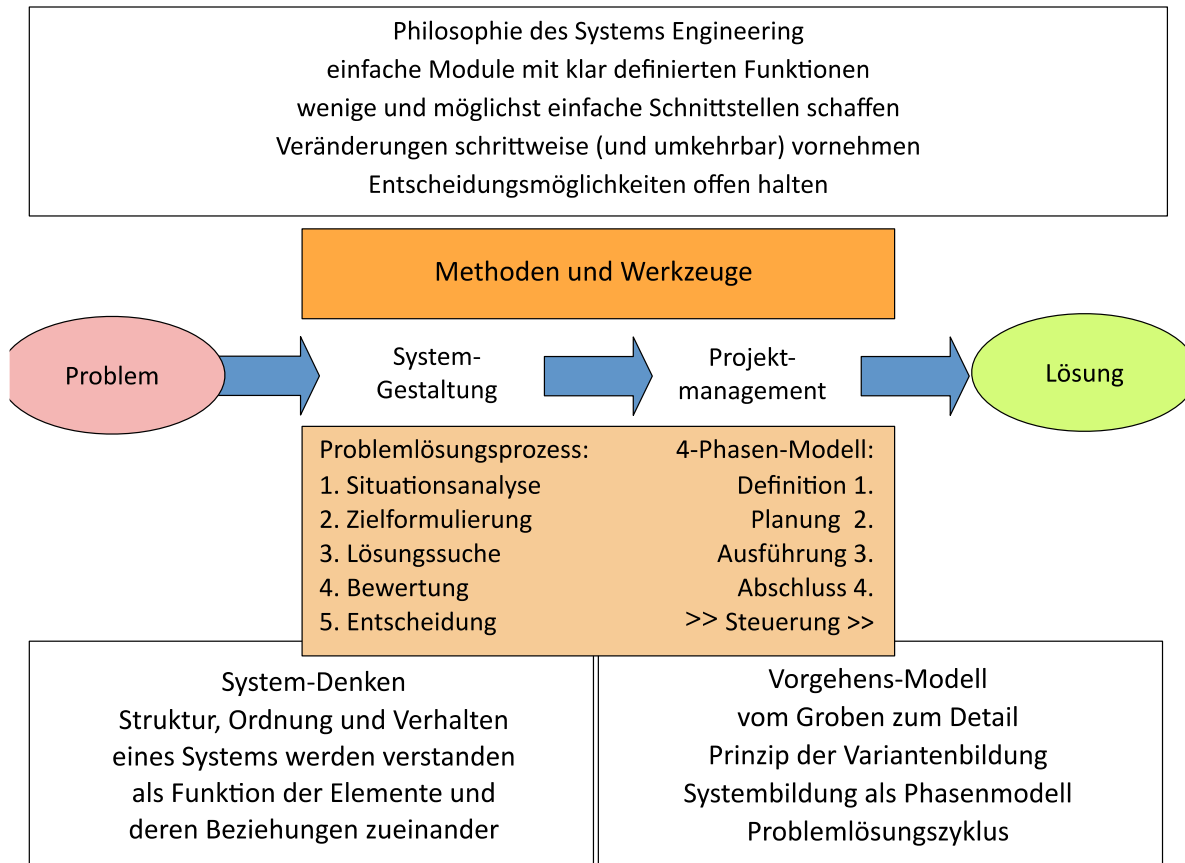 Philosophie des Systems Engineering
einfache Module mit klar definierten Funktionen
wenige und möglichst einfache Schnittstellen schaffen
Veränderungen schrittweise (und umkehrbar) vornehmen
Entscheidungsmöglichkeiten offen halten
Methoden und Werkzeuge
Problem
System-
Gestaltung
Projekt-
management
Lösung
Problemlösungsprozess:
1. Situationsanalyse
2. Zielformulierung
3. Lösungssuche
4. Bewertung
5. Entscheidung
4-Phasen-Modell:
Definition 1.
Planung 2.
Ausführung 3.
Abschluss 4.
>> Steuerung >>
System-Denken
Struktur, Ordnung und Verhalten
eines Systems werden verstanden
als Funktion der Elemente und
deren Beziehungen zueinander
Vorgehens-Modell
vom Groben zum Detail
Prinzip der Variantenbildung
Systembildung als Phasenmodell
Problemlösungszyklus